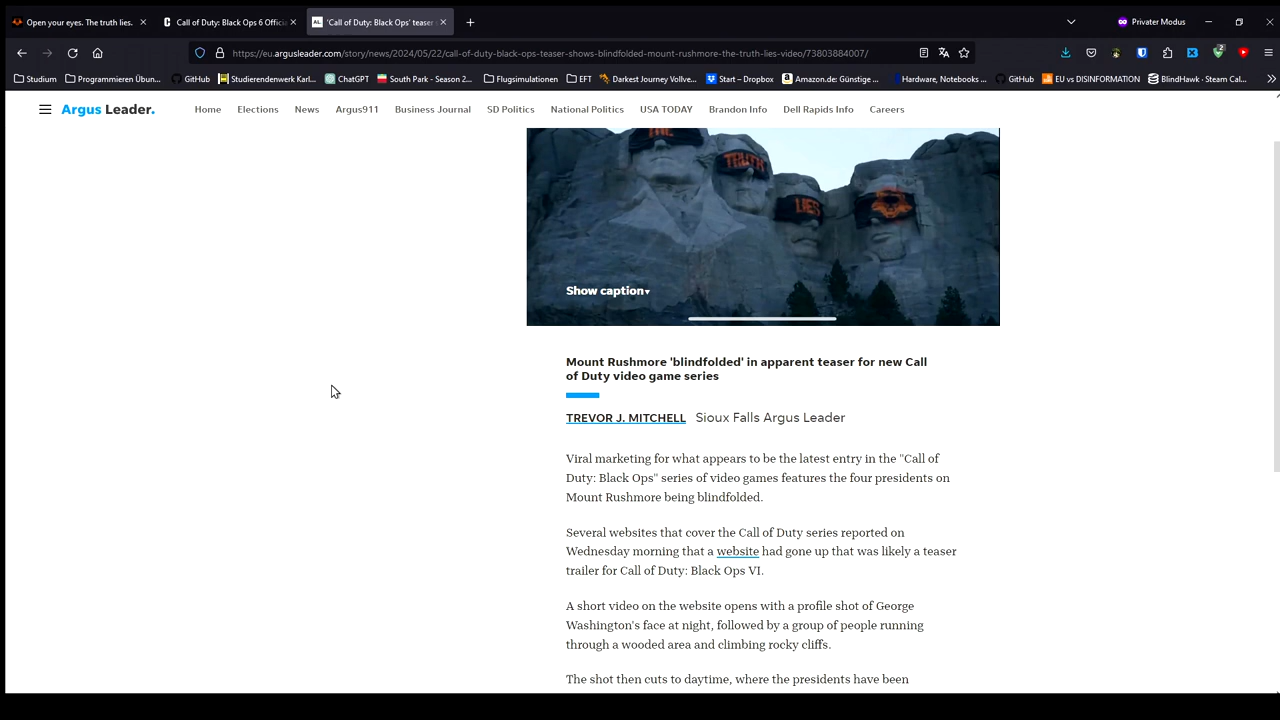 Open your eyes. The truth lies.
Call of Duty: Black Ops 6 Officia
AL
'Call of Duty: Black Ops' teaser
Privater Modus
https://eu.argusleader.com/story/news/2024/05/22/call-of-duty-black-ops-teaser-shows-blindfolded-mount-rushmore-the-truth-lies-video/73803884007/
2
Studium
Programmieren Übun...
GitHub
Studierendenwerk Karl...
ChatGPT
South Park - Season 2...
Flugsimulationen
EFT
Darkest Journey Vollve...
Start – Dropbox
Amazon.de: Günstige ...
Hardware, Notebooks ...
GitHub
EU vs DISINFORMATION
BlindHawk · Steam Cal...
Argus Leader.
Home
Elections
News
Argus911
Business Journal
SD Politics
National Politics
USA TODAY
Brandon Info
Dell Rapids Info
Careers
THE
TRUTH
LIES
Show caption
Mount Rushmore 'blindfolded' in apparent teaser for new Call
of Duty video game series
TREVOR J. MITCHELL Sioux Falls Argus Leader
Viral marketing for what appears to be the latest entry in the "Call of
Duty: Black Ops" series of video games features the four presidents on
Mount Rushmore being blindfolded.
Several websites that cover the Call of Duty series reported on
Wednesday morning that a website had gone up that was likely a teaser
trailer for Call of Duty: Black Ops VI.
A short video on the website opens with a profile shot of George
Washington's face at night, followed by a group of people running
through a wooded area and climbing rocky cliffs.
The shot then cuts to daytime, where the presidents have been